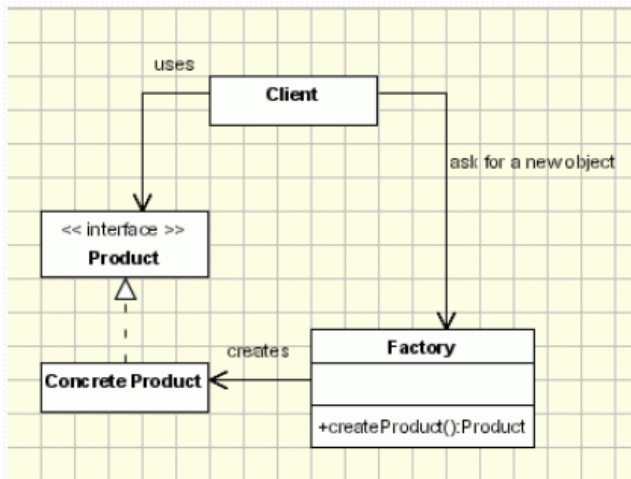 uses
Client
ask for a new object
<< interface >>
Product
creates
Factory
Concrete Product
+createProduct():Product